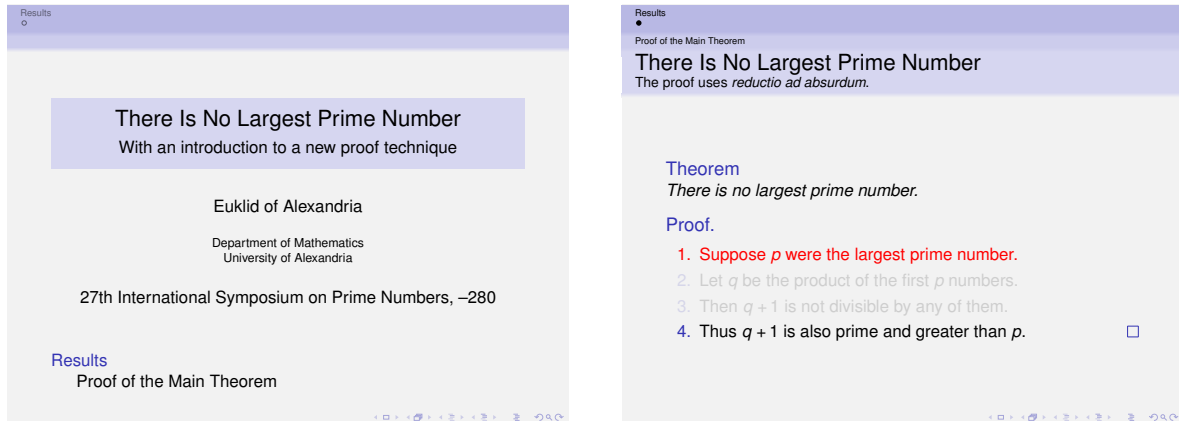 Results
There Is No Largest Prime Number
With an introduction to a new proof technique
Euklid of Alexandria
Department of Mathematics
University of Alexandria
27th International Symposium on Prime Numbers, –280
Results
Proof of the Main Theorem
Results
Proof of the Main Theorem
There Is No Largest Prime Number
The proof uses reductio ad absurdum.
Theorem
There is no largest prime number.
Proof.
1. Suppose p were the largest prime number.
2. Let q be the product of the first p numbers.
3. Then q + 1 is not divisible by any of them.
4. Thus q + 1 is also prime and greater than p. □